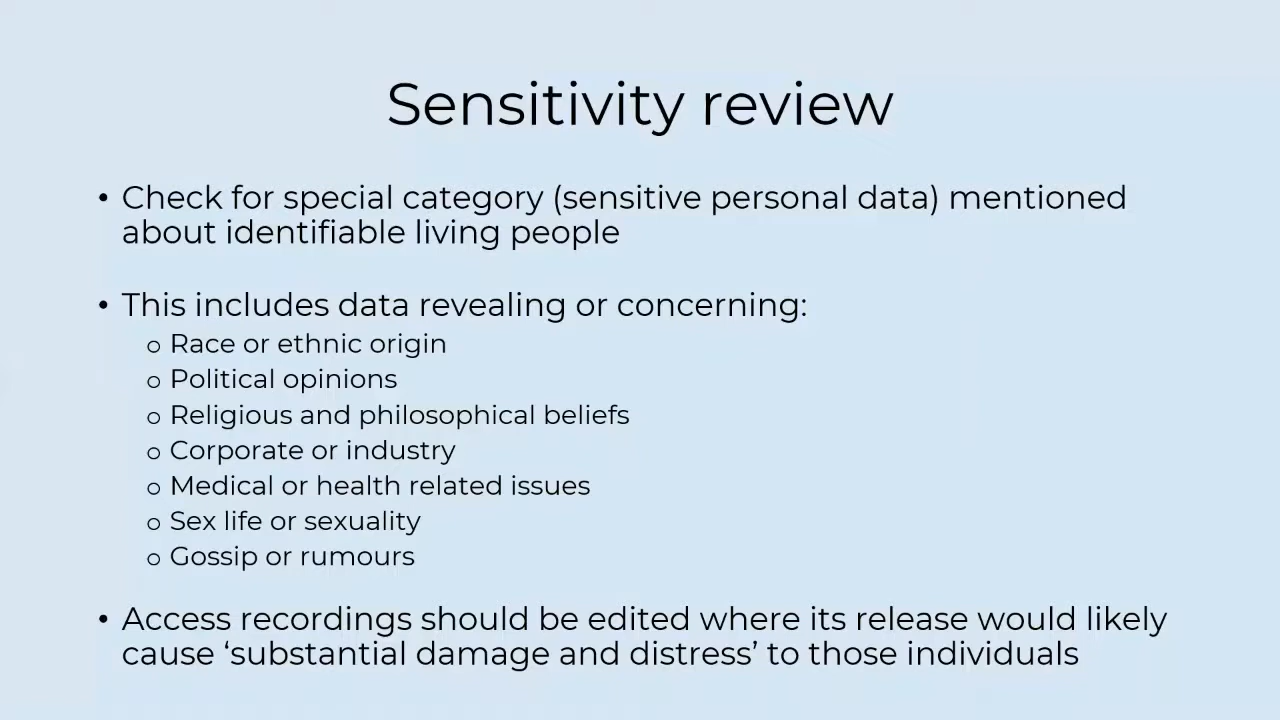 Sensitivity review
• Check for special category (sensitive personal data) mentioned
about identifiable living people
• This includes data revealing or concerning:
o Race or ethnic origin
o Political opinions
o Religious and philosophical beliefs
o Corporate or industry
o Medical or health related issues
o Sex life or sexuality
o Gossip or rumours
• Access recordings should be edited where its release would likely
cause ‘substantial damage and distress’ to those individuals